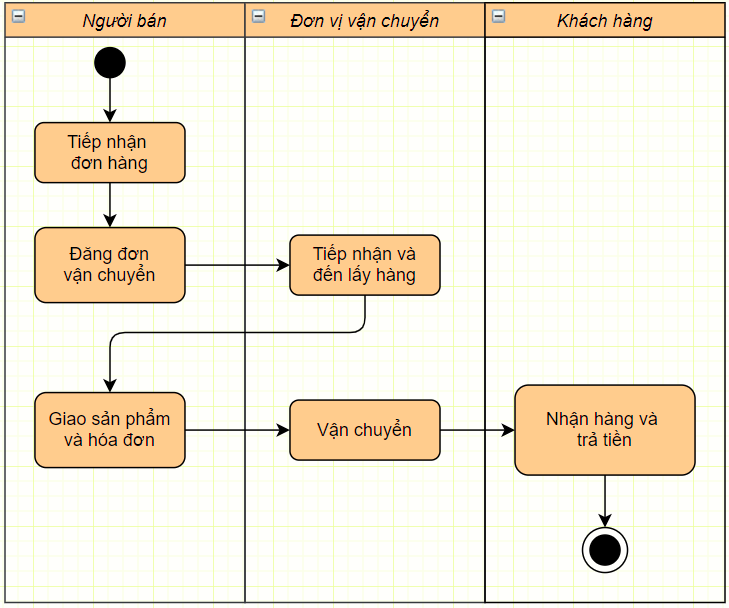 Người bán
Đơn vị vận chuyển
Khách hàng
Tiếp nhận
đơn hàng
Đăng đơn
vận chuyển
Tiếp nhận và
đến lấy hàng
Giao sản phẩm
và hóa đơn
Vận chuyển
Nhận hàng và
trả tiền